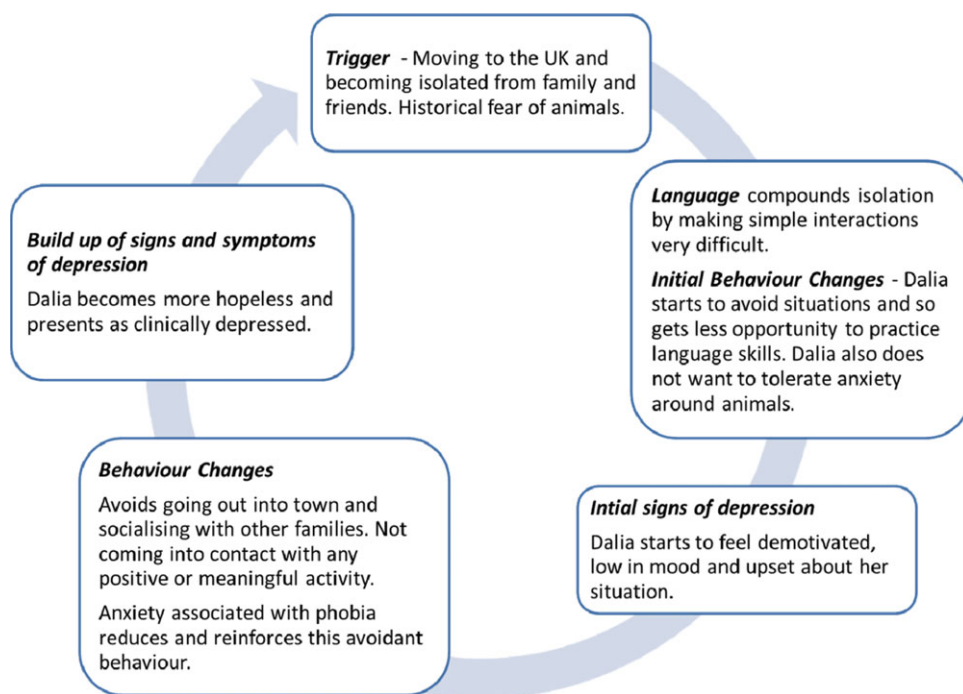 Trigger - Moving to the UK and
becoming isolated from family and
friends. Historical fear of animals.
Language compounds isolation
by making simple interactions
very difficult.
Initial Behaviour Changes - Dalia
starts to avoid situations and so
gets less opportunity to practice
language skills. Dalia also does
not want to tolerate anxiety
around animals.
Intial signs of depression
Dalia starts to feel demotivated,
low in mood and upset about her
situation.
Behaviour Changes
Avoids going out into town and
socialising with other families. Not
coming into contact with any
positive or meaningful activity.
Anxiety associated with phobia
reduces and reinforces this avoidant
behaviour.
Build up of signs and symptoms
of depression
Dalia becomes more hopeless and
presents as clinically depressed.